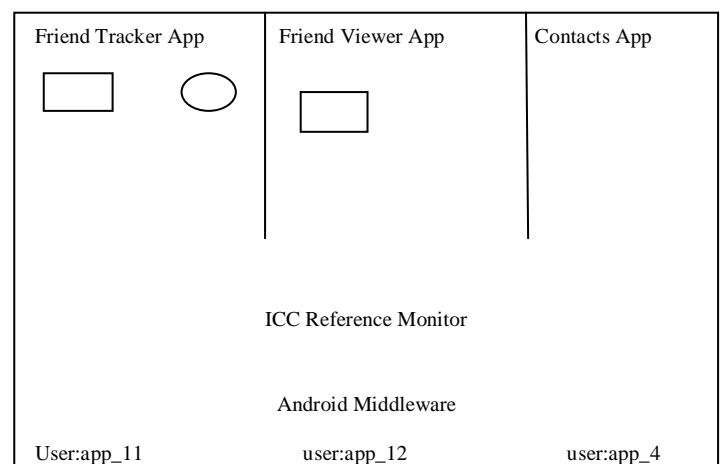 Friend Tracker App Friend Viewer App Contacts App
ICC Reference Monitor
Android Middleware
User:app_11 user:app_12 user:app_4